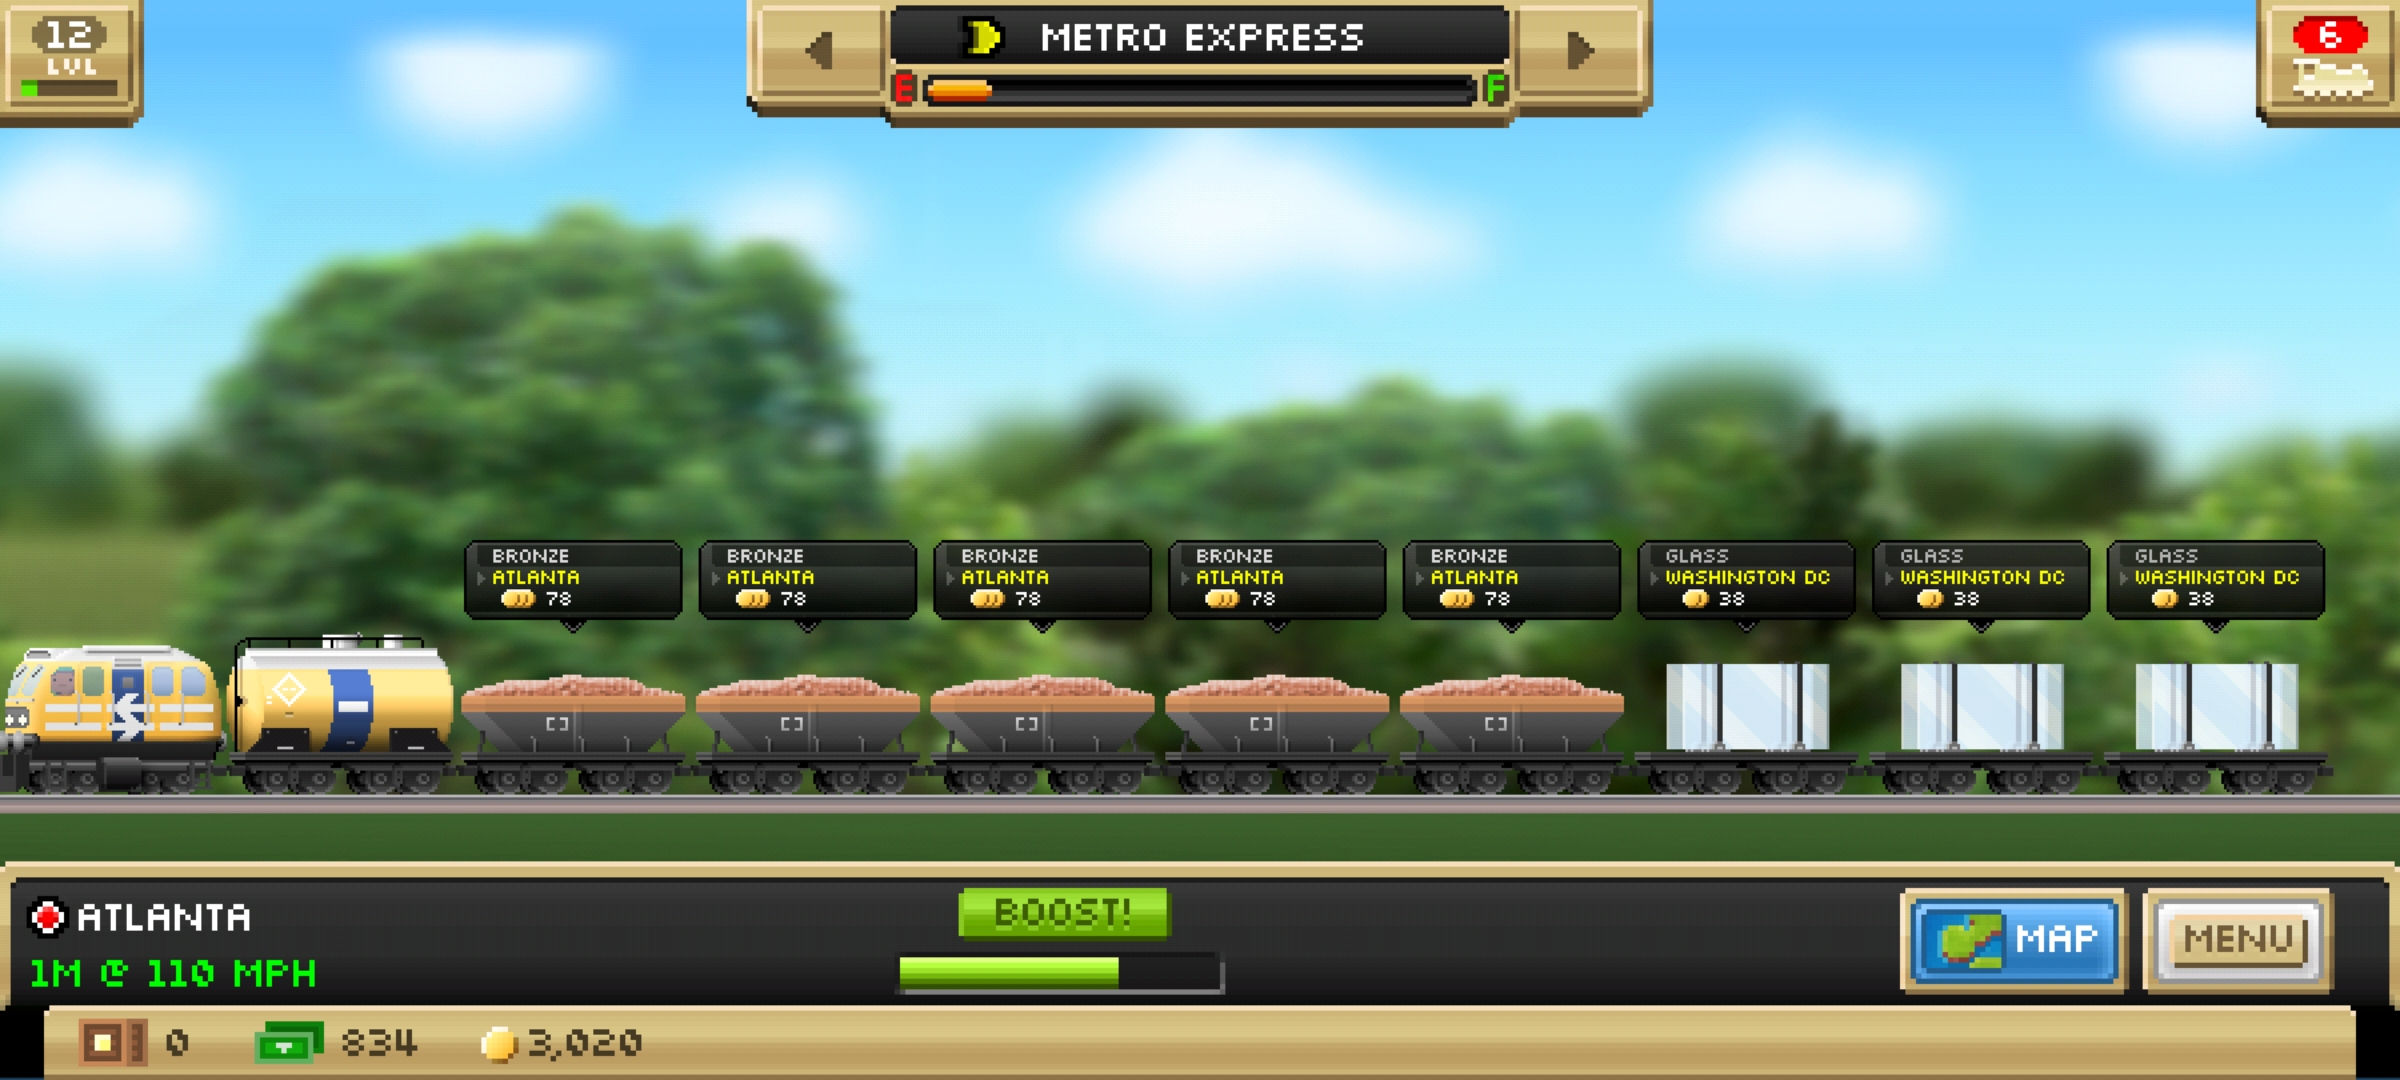 12
LVL
METRO EXPRESS
E
F
6
BRONZE
ATLANTA
78
BRONZE
ATLANTA
78
BRONZE
ATLANTA
78
BRONZE
ATLANTA
78
BRONZE
ATLANTA
78
GLASS
WASHINGTON DC
38
GLASS
WASHINGTON DC
38
GLASS
WASHINGTON DC
38
ATLANTA
1M @ 110 MPH
BOOST!
MAP
MENU
0
834
3,020